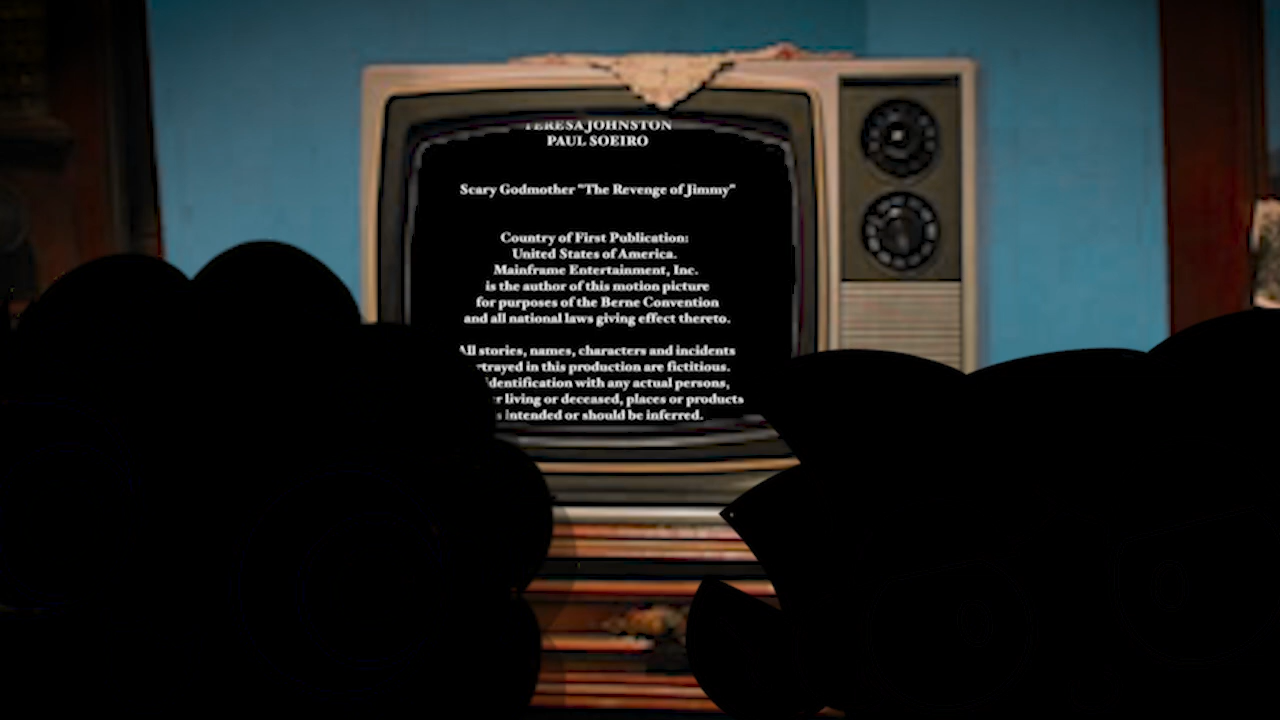 TERESA JOHNSTON
PAUL SOEIRO
Scary Godmother "The Revenge of Jimmy"
Country of First Publication:
United States of America.
Mainframe Entertainment, Inc.
is the author of this motion picture
for purposes of the Berne Convention
and all national laws giving effect thereto.
All stories, names, characters and incidents
trayed in this production are fictitious.
identification with any actual persons,
living or deceased, places or products
intended or should be inferred.